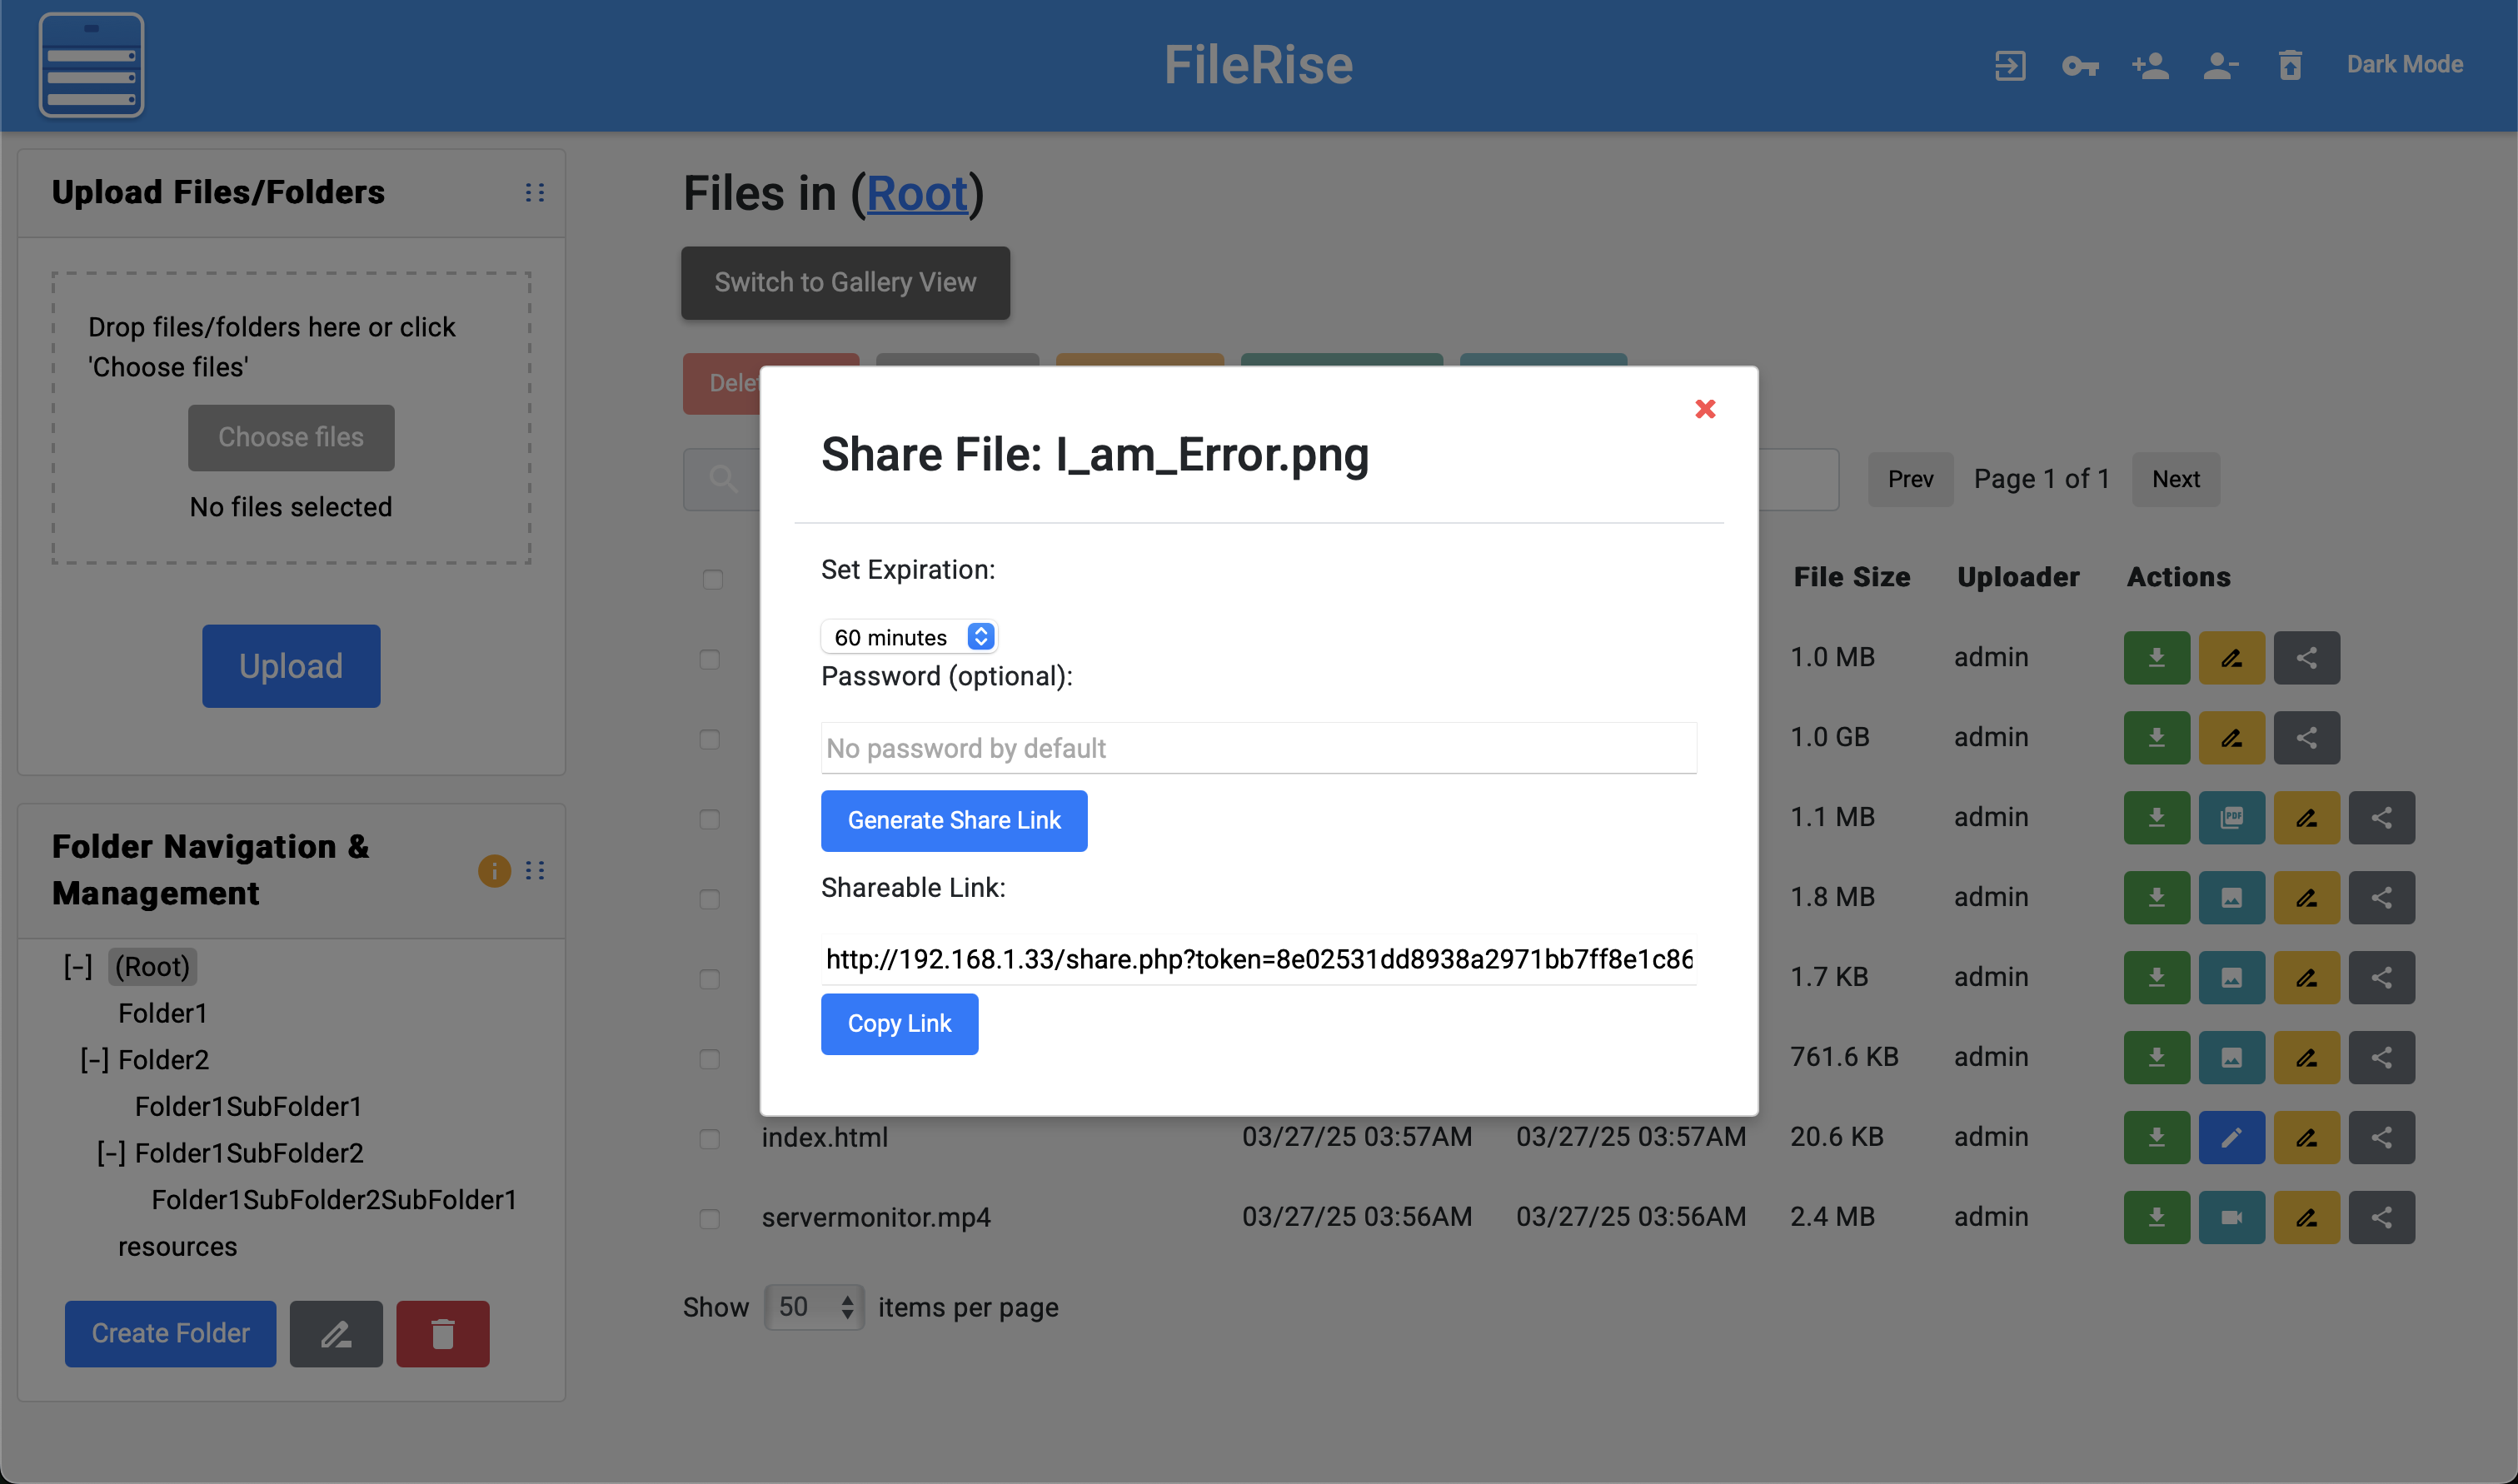 FileRise
Dark Mode
Upload Files/Folders
Drop files/folders here or click
'Choose files'
Choose files
No files selected
Upload
Folder Navigation &
Management
[-] (Root)
Folder1
[-] Folder2
Folder1SubFolder1
[-] Folder1SubFolder2
Folder1SubFolder2SubFolder1
resources
Create Folder
Files in (Root)
Switch to Gallery View
Prev Page 1 of 1 Next
Share File: I_am_Error.png
Set Expiration:
60 minutes
Password (optional):
No password by default
Generate Share Link
Shareable Link:
http://192.168.1.33/share.php?token=8e02531dd8938a2971bb7ff8e1c86
Copy Link
File Size Uploader Actions
1.0 MB admin
1.0 GB admin
1.1 MB admin
PDF
1.8 MB admin
1.7 KB admin
761.6 KB admin
index.html 03/27/25 03:57AM 03/27/25 03:57AM 20.6 KB admin
servermonitor.mp4 03/27/25 03:56AM 03/27/25 03:56AM 2.4 MB admin
Show 50 items per page